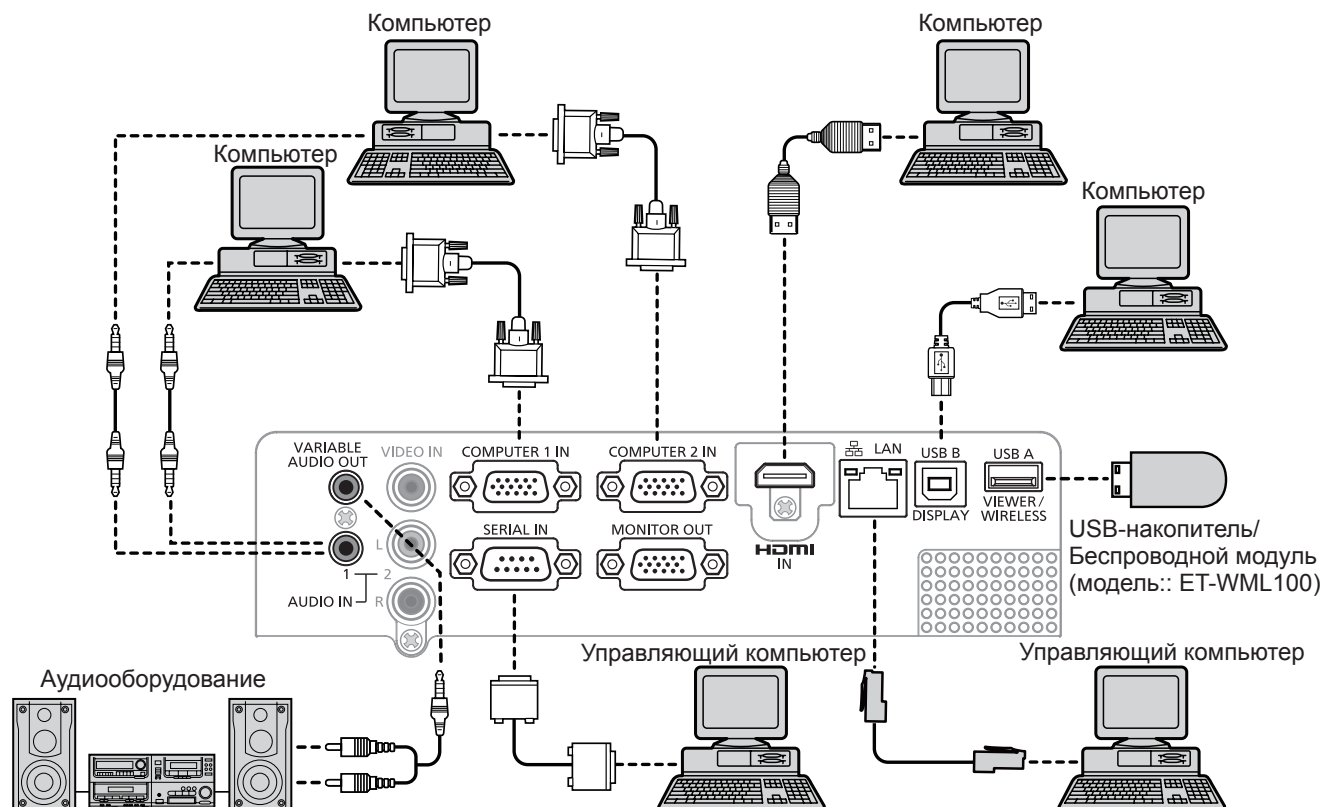 Компьютер
Компьютер
Компьютер
Компьютер
VARIABLE
AUDIO OUT
VIDEO IN
COMPUTER 1 IN
COMPUTER 2 IN
LAN
USB B
USB A
DISPLAY
VIEWER /
WIRELESS
SERIAL IN
MONITOR OUT
HDMI
IN
L
1
2
AUDIO IN
R
USB-накопитель/
Беспроводной модуль
(модель:: ET-WML100)
Управляющий компьютер
Управляющий компьютер
Аудиооборудование